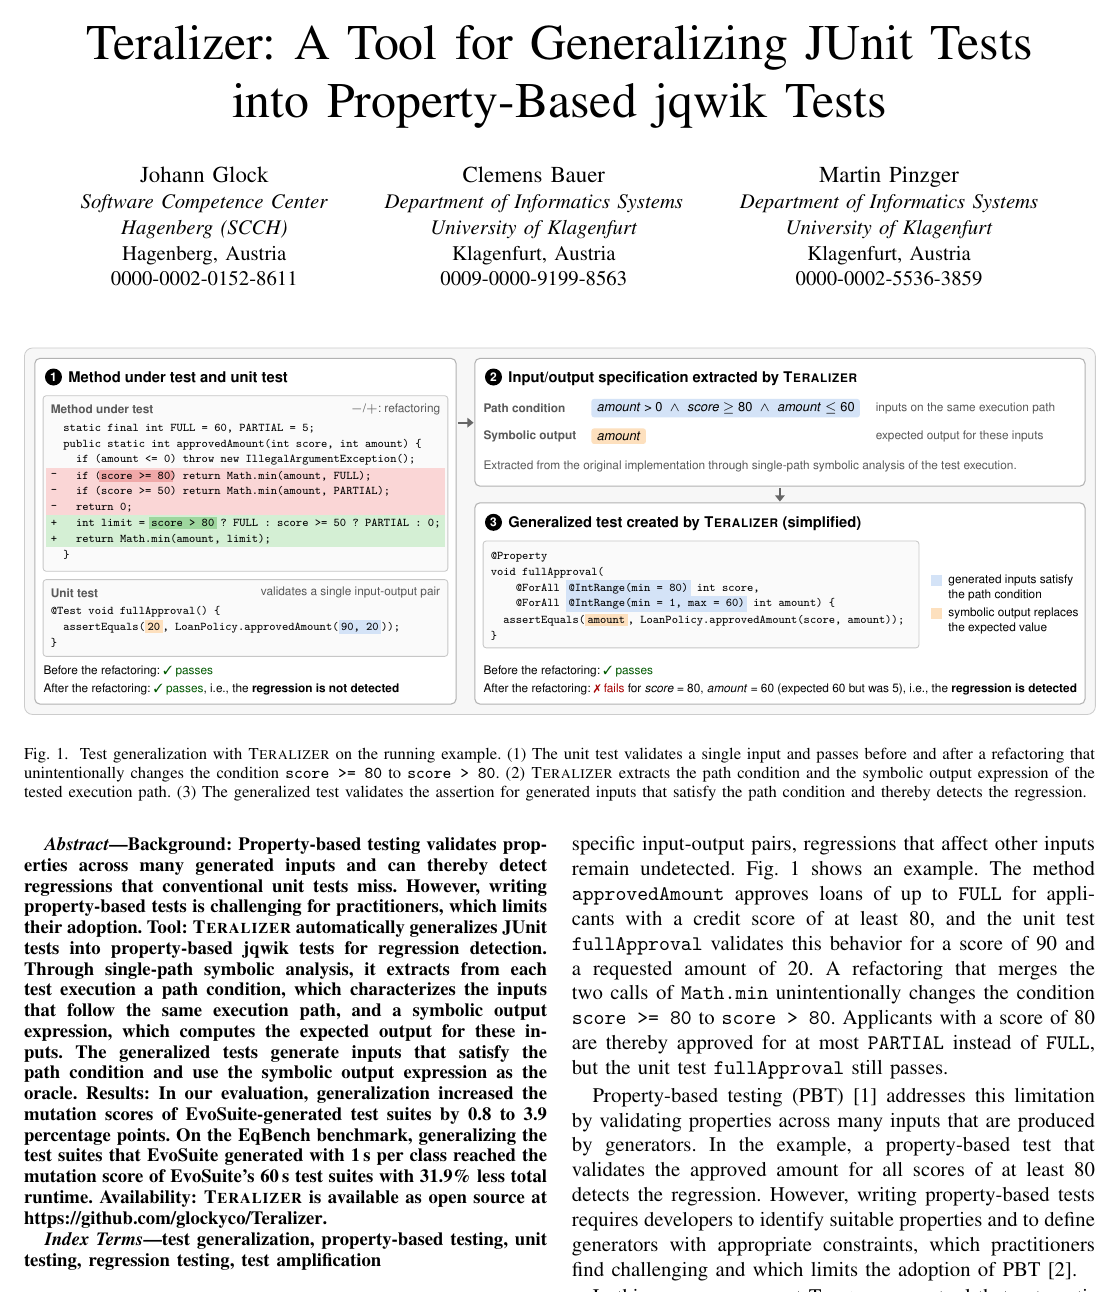 Teralizer: A Tool for Generalizing JUnit Tests
into Property-Based jqwik Tests
Johann Glock
Software Competence Center
Hagenberg (SCCH)
Hagenberg, Austria
0000-0002-0152-8611
Clemens Bauer
Department of Informatics Systems
University of Klagenfurt
Klagenfurt, Austria
0009-0000-9199-8563
Martin Pinzger
Department of Informatics Systems
University of Klagenfurt
Klagenfurt, Austria
0000-0002-5536-3859
1 Method under test and unit test
Method under test −/+: refactoring
static final int FULL = 60, PARTIAL = 5;
public static int approvedAmount(int score, int amount) {
if (amount <= 0) throw new IllegalArgumentException();
- if (score >= 80) return Math.min(amount, FULL);
- if (score >= 50) return Math.min(amount, PARTIAL);
- return 0;
+ int limit = score > 80 ? FULL : score >= 50 ? PARTIAL : 0;
+ return Math.min(amount, limit);
}
Unit test validates a single input-output pair
@Test void fullApproval() {
assertEquals(20, LoanPolicy.approvedAmount(90, 20));
}
Before the refactoring: ✓ passes
After the refactoring: ✓ passes, i.e., the regression is not detected
2 Input/output specification extracted by TERALIZER
Path condition amount > 0 ∧ score ≥ 80 ∧ amount ≤ 60 inputs on the same execution path
Symbolic output amount expected output for these inputs
Extracted from the original implementation through single-path symbolic analysis of the test execution.
3 Generalized test created by TERALIZER (simplified)
@Property
void fullApproval(
@ForAll @IntRange(min = 80) int score,
@ForAll @IntRange(min = 1, max = 60) int amount) {
assertEquals(amount, LoanPolicy.approvedAmount(score, amount));
}
generated inputs satisfy
the path condition
symbolic output replaces
the expected value
Before the refactoring: ✓ passes
After the refactoring: ✗ fails for score = 80, amount = 60 (expected 60 but was 5), i.e., the regression is detected
Fig. 1. Test generalization with TERALIZER on the running example. (1) The unit test validates a single input and passes before and after a refactoring that
unintentionally changes the condition score >= 80 to score > 80. (2) TERALIZER extracts the path condition and the symbolic output expression of the
tested execution path. (3) The generalized test validates the assertion for generated inputs that satisfy the path condition and thereby detects the regression.
Abstract—Background: Property-based testing validates prop-
erties across many generated inputs and can thereby detect
regressions that conventional unit tests miss. However, writing
property-based tests is challenging for practitioners, which limits
their adoption. Tool: TERALIZER automatically generalizes JUnit
tests into property-based jqwik tests for regression detection.
Through single-path symbolic analysis, it extracts from each
test execution a path condition, which characterizes the inputs
that follow the same execution path, and a symbolic output
expression, which computes the expected output for these in-
puts. The generalized tests generate inputs that satisfy the
path condition and use the symbolic output expression as the
oracle. Results: In our evaluation, generalization increased the
mutation scores of EvoSuite-generated test suites by 0.8 to 3.9
percentage points. On the EqBench benchmark, generalizing the
test suites that EvoSuite generated with 1 s per class reached the
mutation score of EvoSuite's 60 s test suites with 31.9% less total
runtime. Availability: TERALIZER is available as open source at
https://github.com/glockyco/Teralizer.
Index Terms—test generalization, property-based testing, unit
testing, regression testing, test amplification
specific input-output pairs, regressions that affect other inputs
remain undetected. Fig. 1 shows an example. The method
approvedAmount approves loans of up to FULL for appli-
cants with a credit score of at least 80, and the unit test
fullApproval validates this behavior for a score of 90 and
a requested amount of 20. A refactoring that merges the
two calls of Math.min unintentionally changes the condition
score >= 80 to score > 80. Applicants with a score of 80
are thereby approved for at most PARTIAL instead of FULL,
but the unit test fullApproval still passes.
Property-based testing (PBT) [1] addresses this limitation
by validating properties across many inputs that are produced
by generators. In the example, a property-based test that
validates the approved amount for all scores of at least 80
detects the regression. However, writing property-based tests
requires developers to identify suitable properties and to define
generators with appropriate constraints, which practitioners
find challenging and which limits the adoption of PBT [2].